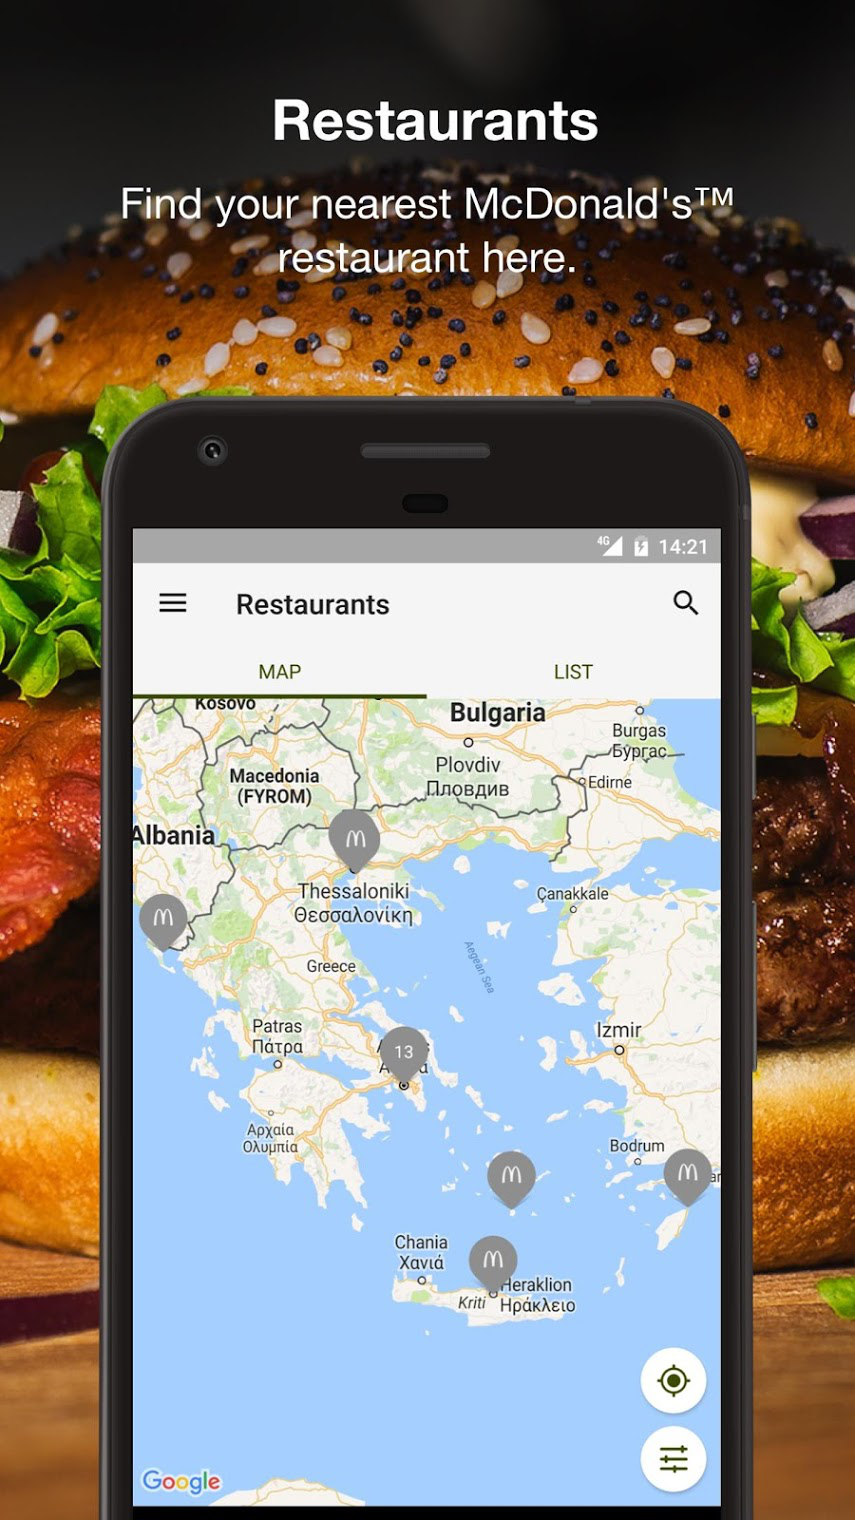 Restaurants
Find your nearest McDonald's™
restaurant here.
4G 14:21
Restaurants
MAP LIST
Kosovo
Bulgaria
Burgas
Бургас
Plovdiv
Пловдив
Edirne
Macedonia
(FYROM)
Albania
Thessaloniki
Θεσσαλονίκη
Çanakkale
Greece
Aegean Sea
Patras
Πάτρα
Izmir
13
Αρχαία
Ολυμπία
Bodrum
Chania
Χανιά
Heraklion
Kriti Ηράκλειο
Google